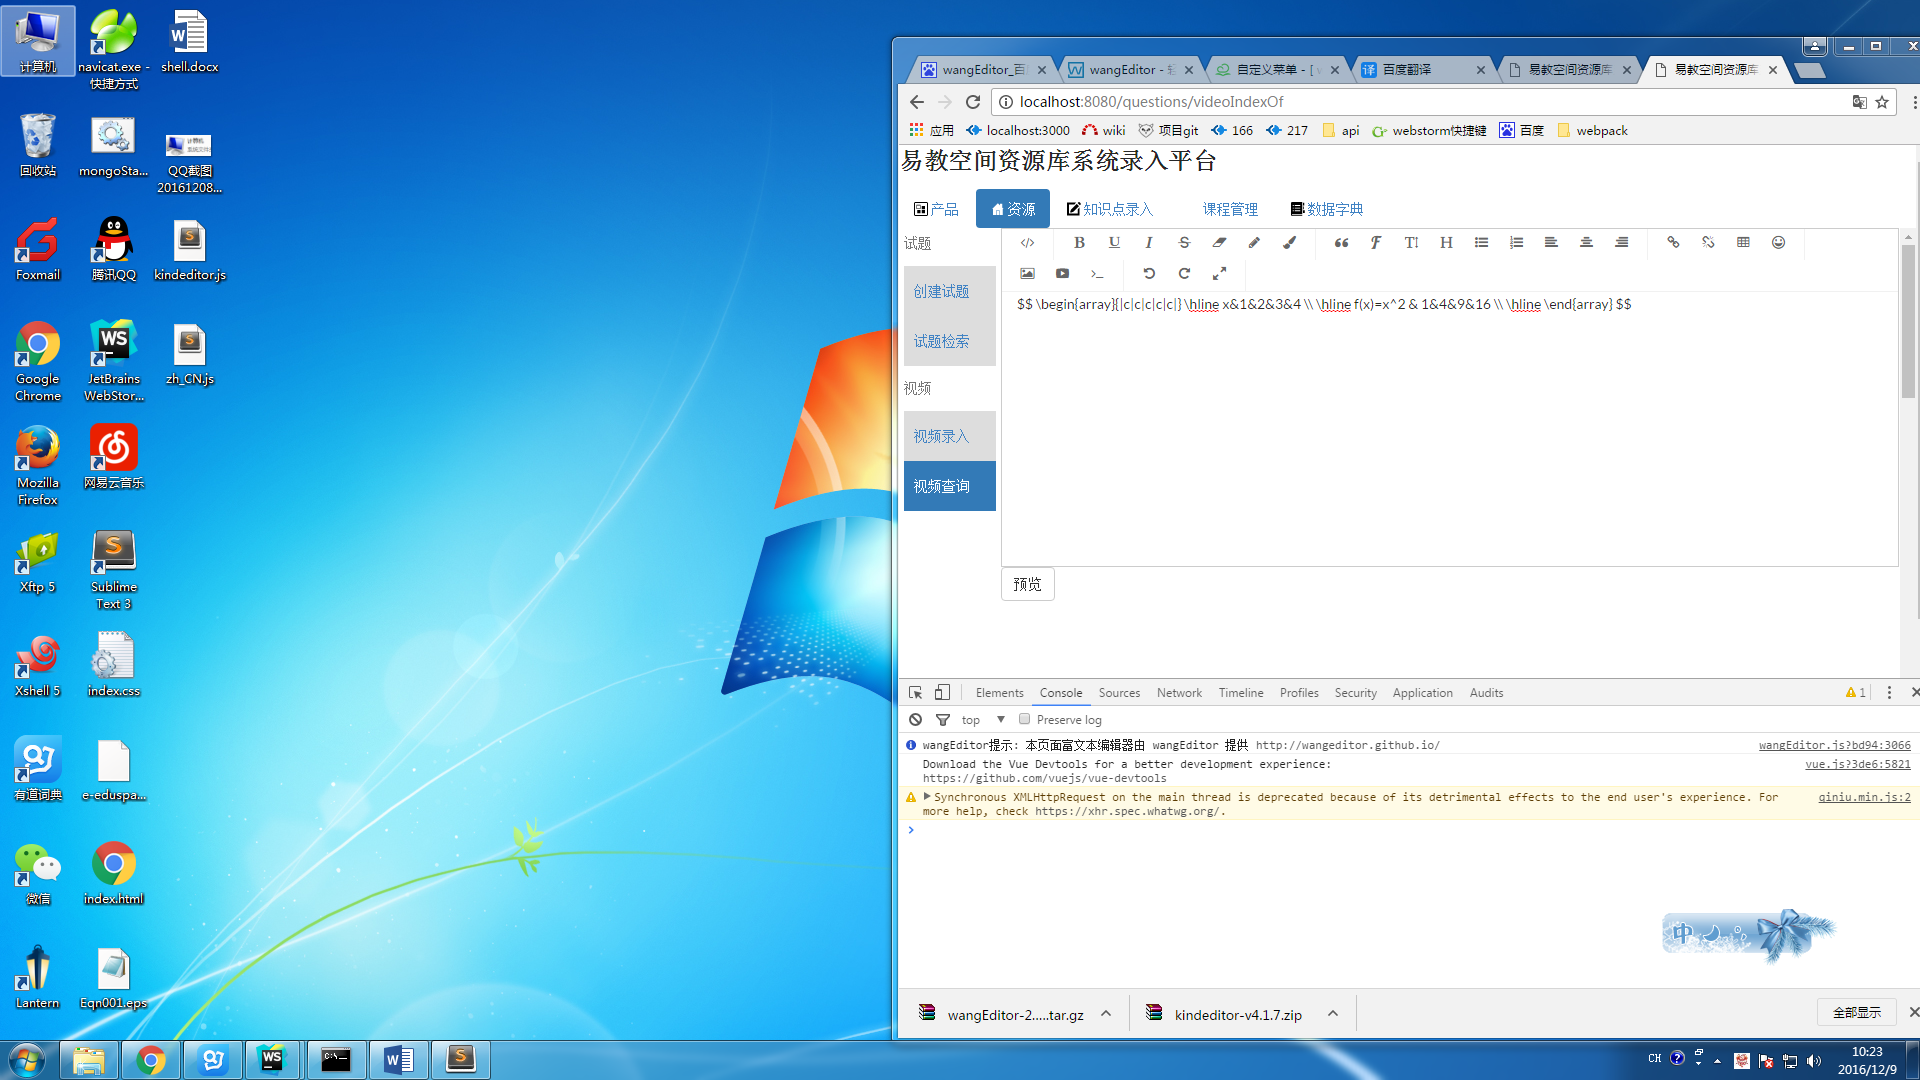 计算机
navicat.exe -
快捷方式
shell.docx
回收站
mongoSta...
QQ截图
20161208...
Foxmail
腾讯QQ
kindeditor.js
Google
Chrome
JetBrains
WebStor...
zh_CN.js
Mozilla
Firefox
网易云音乐
Xftp 5
Sublime
Text 3
Xshell 5
index.css
有道词典
e-eduspa...
微信
index.html
Lantern
Eqn001.eps
wangEditor_百
wangEditor - 轻
自定义菜单 - [ w
百度翻译
易教空间资源库
易教空间资源库
localhost:8080/questions/videoIndexOf
应用 localhost:3000 wiki 项目git 166 217 api webstorm快捷键 百度 webpack
易教空间资源库系统录入平台
产品 资源 知识点录入 课程管理 数据字典
试题
创建试题
试题检索
视频
视频录入
视频查询
$$ \begin{array}{|c|c|c|c|c|} \hline x&1&2&3&4 \\ \hline f(x)=x^2 & 1&4&9&16 \\ \hline \end{array} $$
预览
Elements Console Sources Network Timeline Profiles Security Application Audits 1
top Preserve log
wangEditor提示: 本页面富文本编辑器由 wangEditor 提供 http://wangeditor.github.io/ wangEditor.js?bd94:3066
Download the Vue Devtools for a better development experience: vue.js?3de6:5821
https://github.com/vuejs/vue-devtools
Synchronous XMLHttpRequest on the main thread is deprecated because of its detrimental effects to the end user's experience. For qiniu.min.js:2
more help, check https://xhr.spec.whatwg.org/.
中
wangEditor-2.....tar.gz kindeditor-v4.1.7.zip 全部显示
CH
10:23
2016/12/9